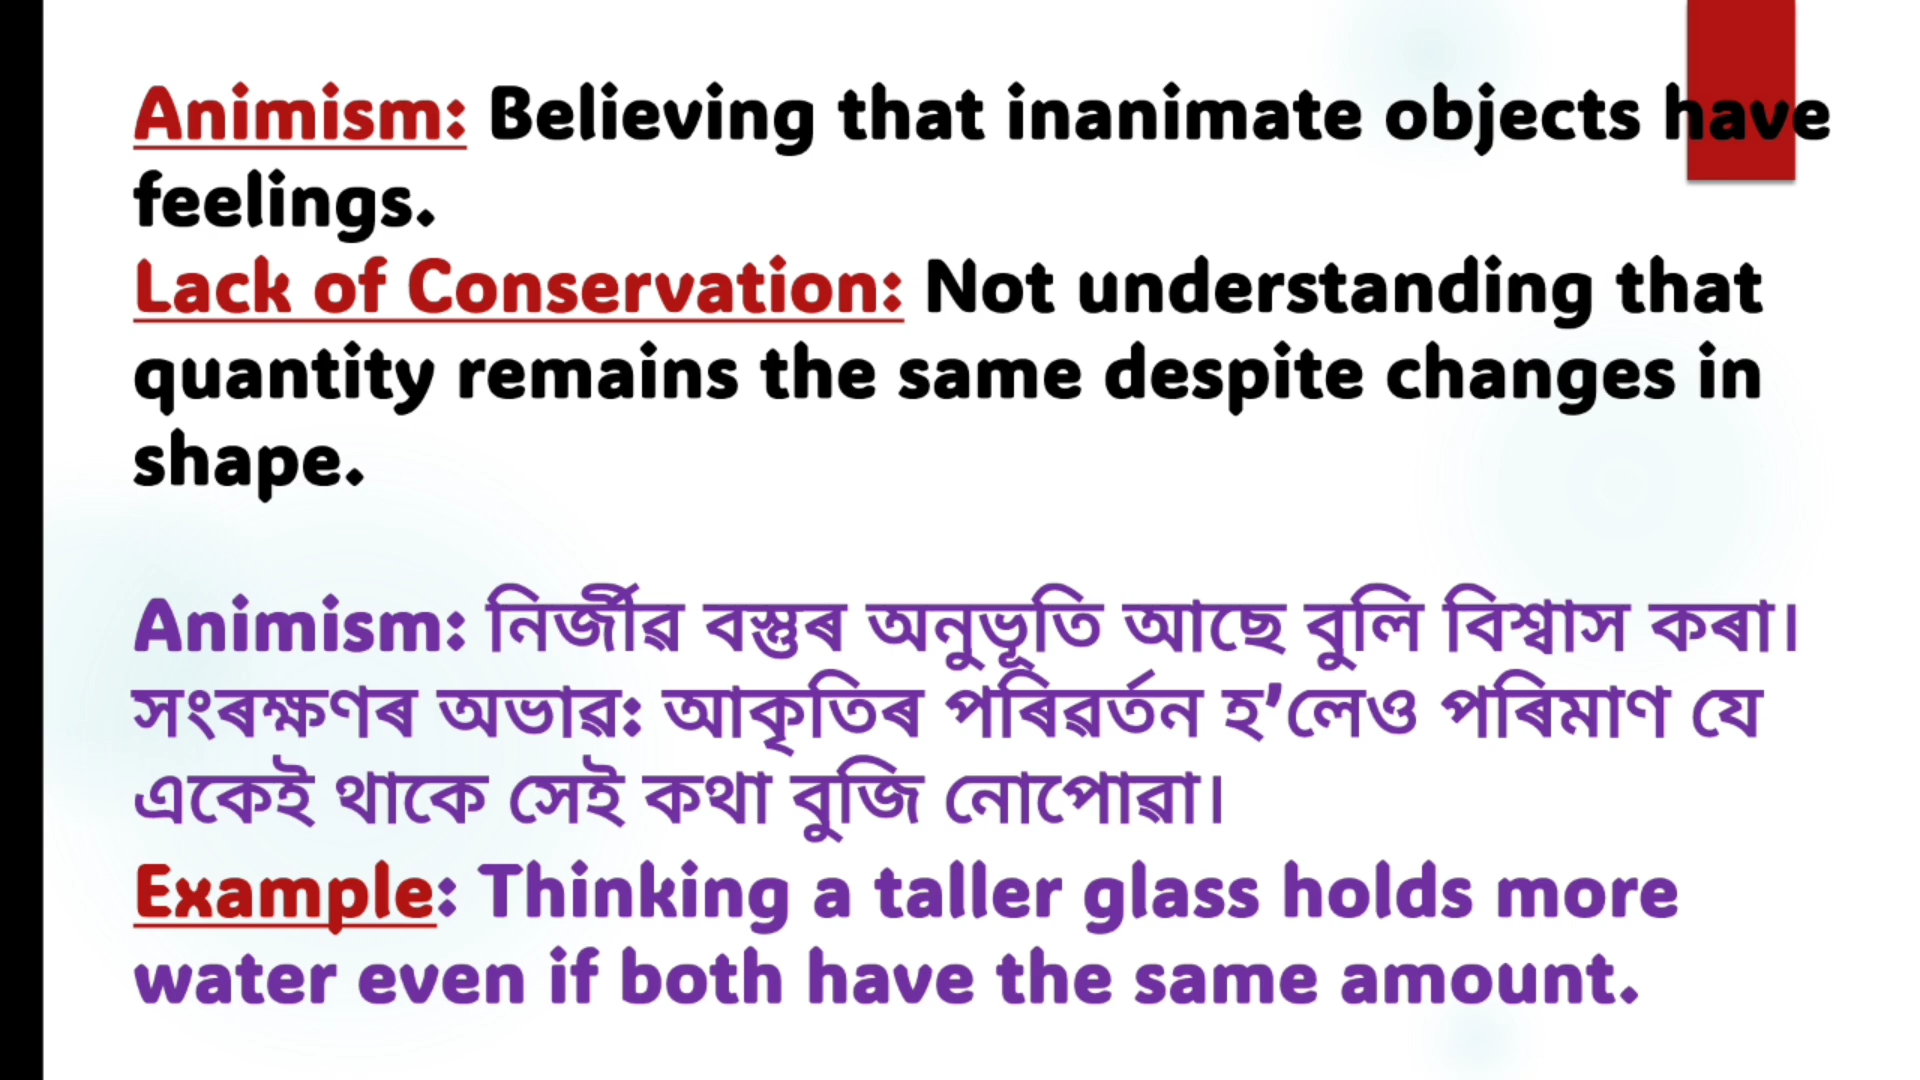 Animism: Believing that inanimate objects have
feelings.
Lack of Conservation: Not understanding that
quantity remains the same despite changes in
shape.
Animism: নিৰ্জীৱ বস্তুৰ অনুভূতি আছে বুলি বিশ্বাস কৰা।
সংৰক্ষণৰ অভাৱ: আকৃতিৰ পৰিৱৰ্তন হ’লেও পৰিমাণ যে
একেই থাকে সেই কথা বুজি নোপোৱা।
Example: Thinking a taller glass holds more
water even if both have the same amount.